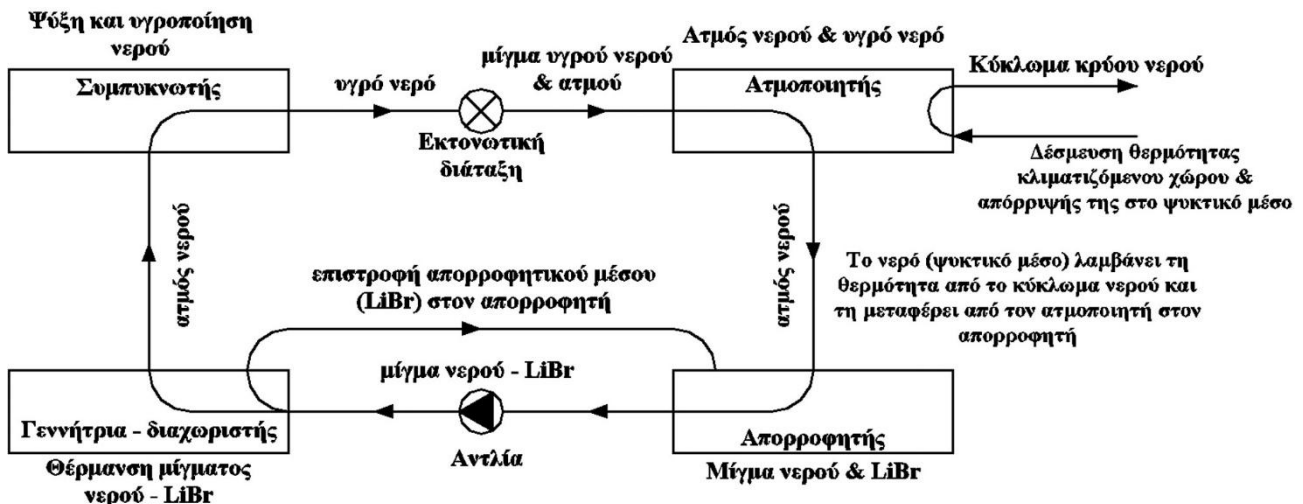 Ψύξη και υγροποίηση
νερού
Συμπυκνωτής
υγρό νερό
Εκτονωτική
διάταξη
μίγμα υγρού νερού
& ατμού
Ατμός νερού & υγρό νερό
Ατμοποιητής
Κύκλωμα κρύου νερού
Δέσμευση θερμότητας
κλιματιζόμενου χώρου &
απόρριψής της στο ψυκτικό μέσο
ατμός νερού
επιστροφή απορροφητικού μέσου
(LiBr) στον απορροφητή
ατμός νερού
Το νερό (ψυκτικό μέσο) λαμβάνει τη
θερμότητα από το κύκλωμα νερού και
τη μεταφέρει από τον ατμοποιητή στον
απορροφητή
μίγμα νερού - LiBr
Γεννήτρια - διαχωριστής
Θέρμανση μίγματος
νερού - LiBr
Αντλία
Απορροφητής
Μίγμα νερού & LiBr